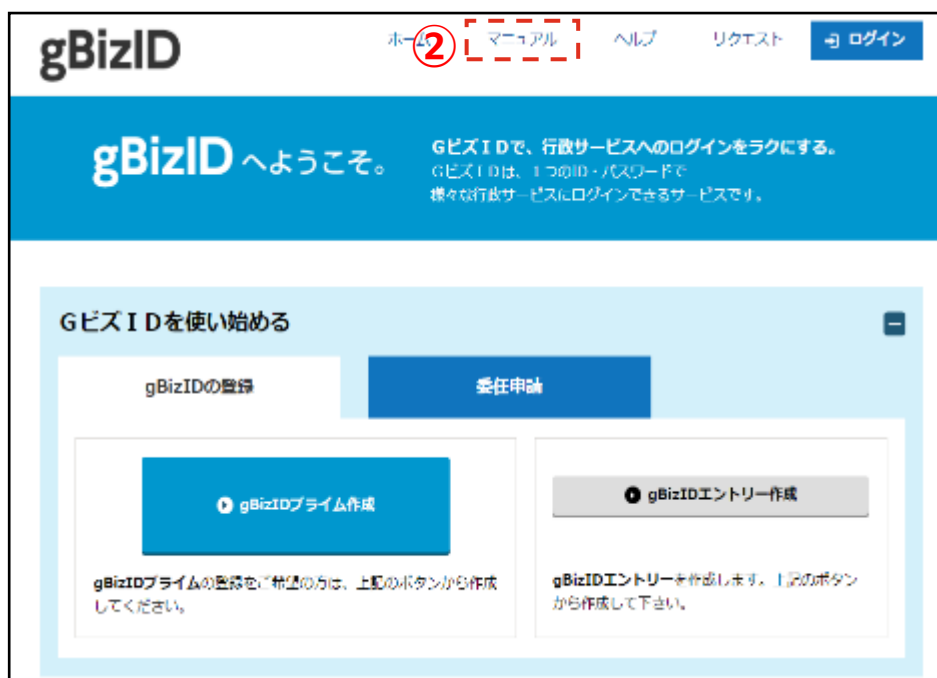 gBizID
ホーム ② マニュアル ヘルプ リクエスト ログイン
gBizID へようこそ。
GビズIDで、行政サービスへのログインをラクにする。
GビズIDは、1つのID・パスワードで
様々な行政サービスにログインできるサービスです。
GビズIDを使い始める
gBizIDの登録 委任申請
gBizIDプライム作成
gBizIDプライムの登録をご希望の方は、上記のボタンから作成
してください。
gBizIDエントリー作成
gBizIDエントリーを作成します。上記のボタン
から作成して下さい。